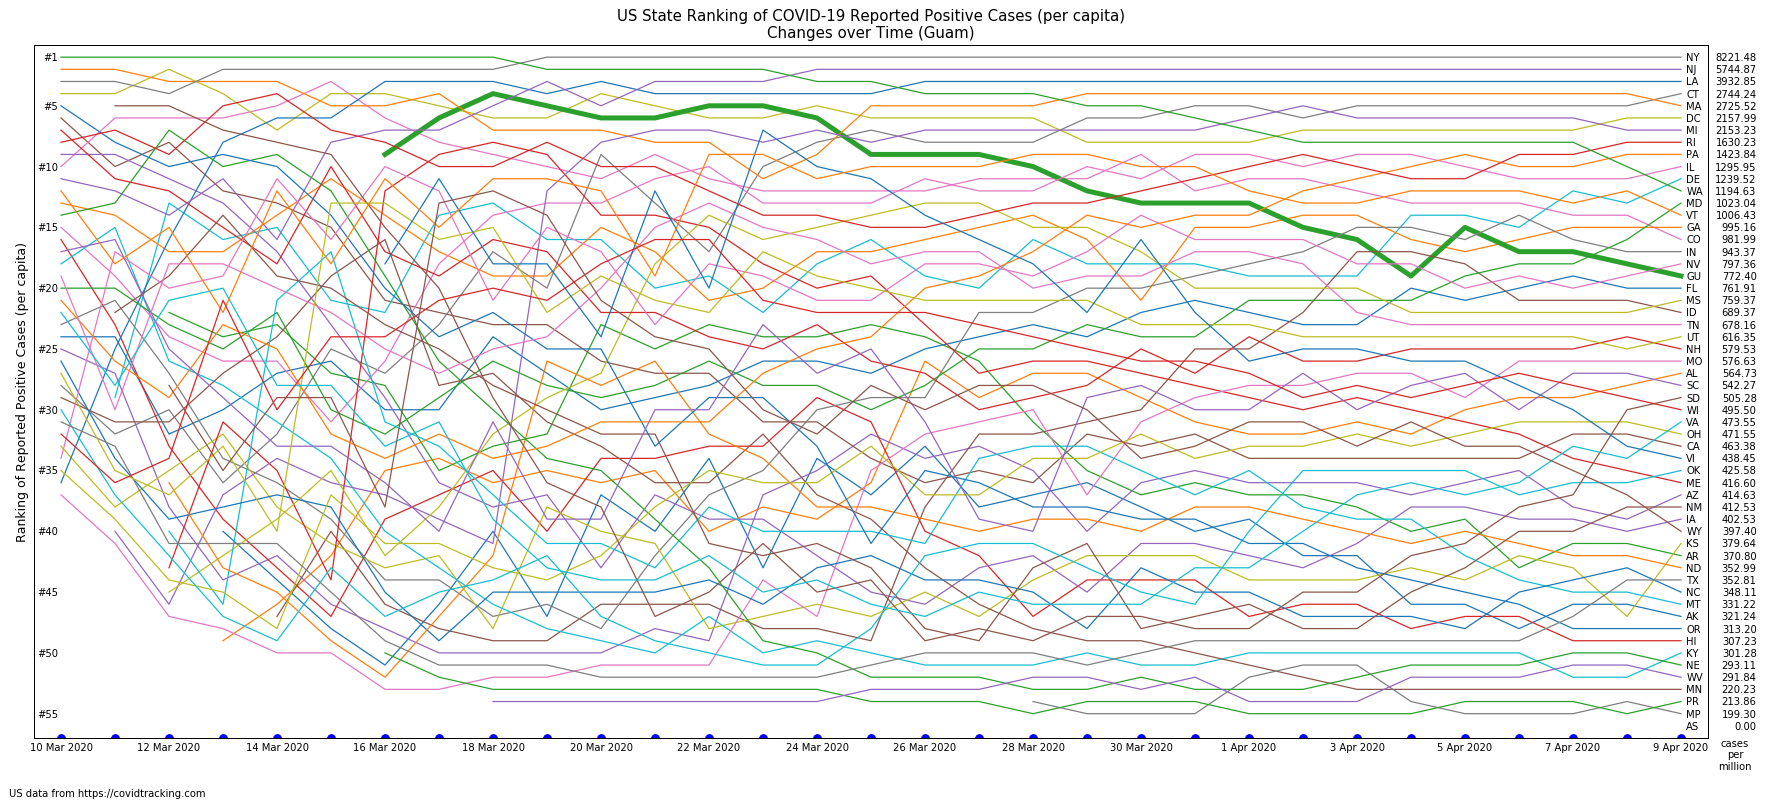 US State Ranking of COVID-19 Reported Positive Cases (per capita)
Changes over Time (Guam)
Ranking of Reported Positive Cases (per capita)
#1
#5
#10
#15
#20
#25
#30
#35
#40
#45
#50
#55
NY 8221.48
NJ 5744.87
LA 3932.85
CT 2744.24
MA 2725.52
DC 2157.99
MI 2153.23
RI 1630.23
PA 1423.84
IL 1295.95
DE 1239.52
WA 1194.63
MD 1023.04
VT 1006.43
GA 995.16
CO 981.99
IN 943.37
NV 797.36
GU 772.40
FL 761.91
MS 759.37
ID 689.37
TN 678.16
UT 616.35
NH 579.53
MO 576.63
AL 564.73
SC 542.27
SD 505.28
WI 495.50
VA 473.55
OH 471.55
CA 463.38
VI 438.45
OK 425.58
ME 416.60
AZ 414.63
NM 412.53
IA 402.53
WY 397.40
KS 379.64
AR 370.80
ND 352.99
TX 352.81
NC 348.11
MT 331.22
AK 321.24
OR 313.20
HI 307.23
KY 301.28
NE 293.11
WV 291.84
MN 220.23
PR 213.86
MP 199.30
AS 0.00
10 Mar 2020 12 Mar 2020 14 Mar 2020 16 Mar 2020 18 Mar 2020 20 Mar 2020 22 Mar 2020 24 Mar 2020 26 Mar 2020 28 Mar 2020 30 Mar 2020 1 Apr 2020 3 Apr 2020 5 Apr 2020 7 Apr 2020 9 Apr 2020
cases
per
million
US data from https://covidtracking.com